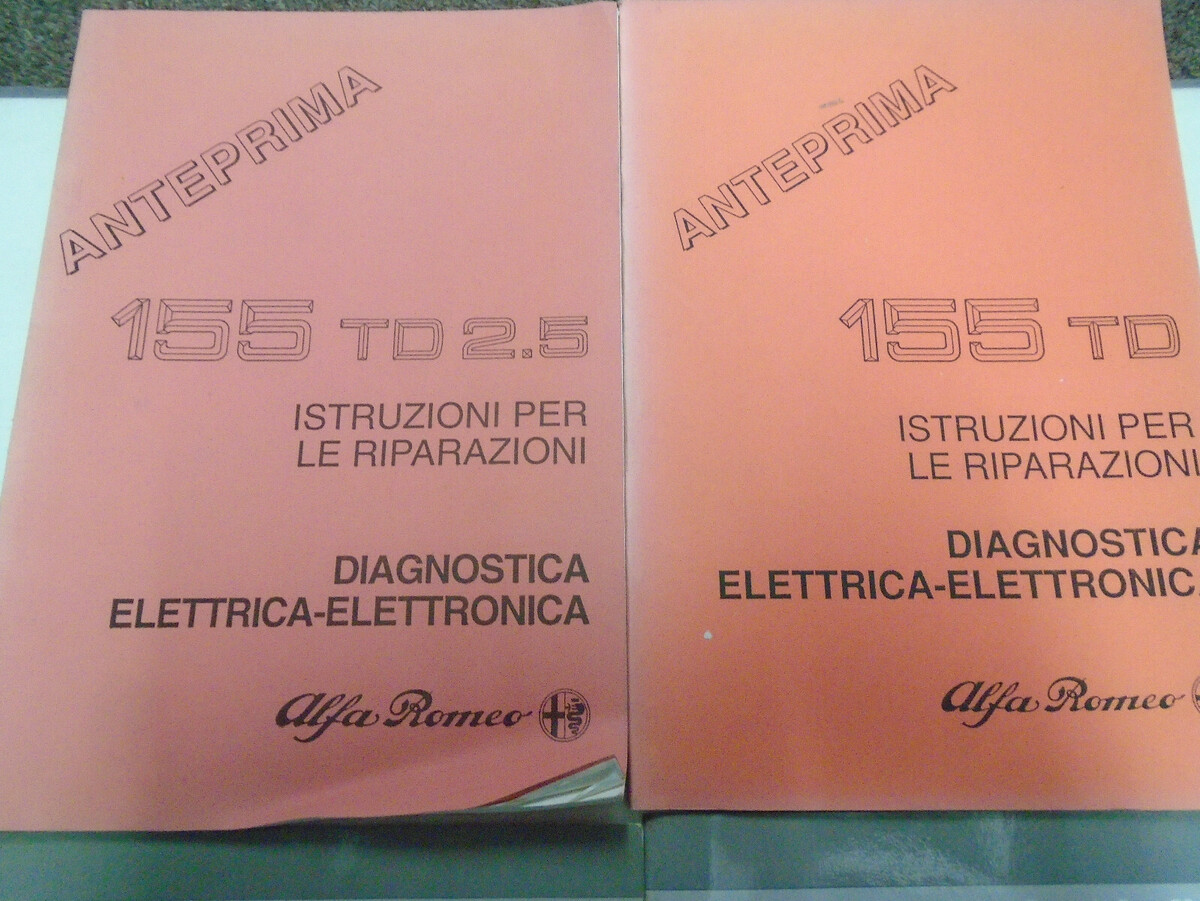 ANTEPRIMA
155 TD 2.5
ISTRUZIONI PER
LE RIPARAZIONI
DIAGNOSTICA
ELETTRICA-ELETTRONICA
Alfa Romeo
ANTEPRIMA
155 TD
ISTRUZIONI PER
LE RIPARAZIONI
DIAGNOSTICA
ELETTRICA-ELETTRONIC
Alfa Romeo